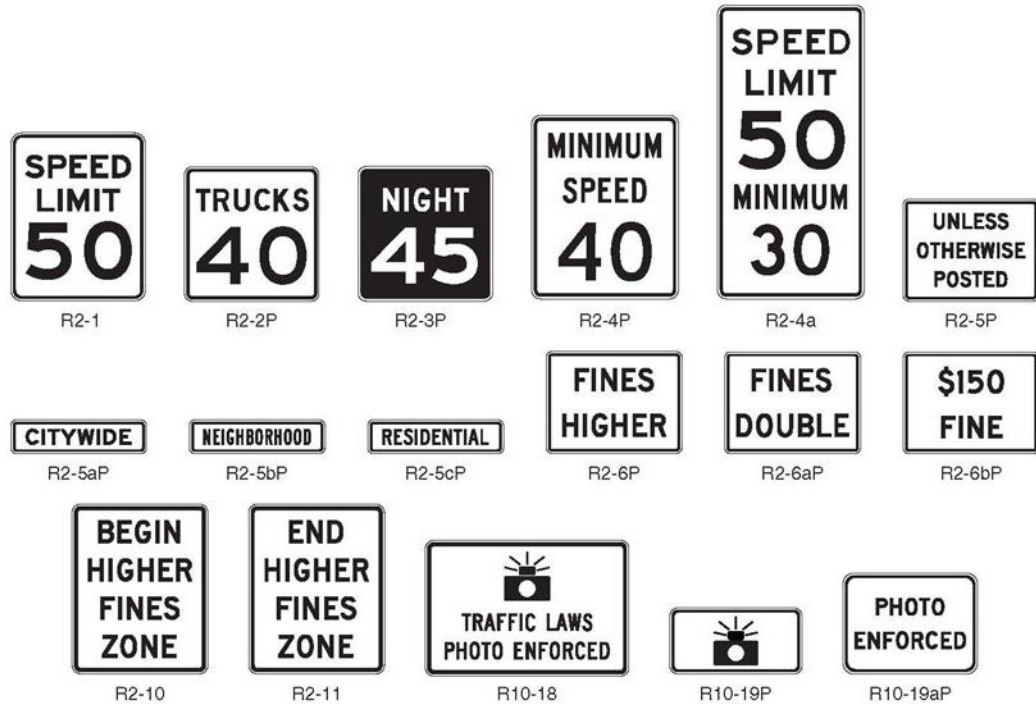 SPEED
LIMIT
50
R2-1
TRUCKS
40
R2-2P
NIGHT
45
R2-3P
MINIMUM
SPEED
40
R2-4P
SPEED
LIMIT
50
MINIMUM
30
R2-4a
UNLESS
OTHERWISE
POSTED
R2-5P
CITYWIDE
R2-5aP
NEIGHBORHOOD
R2-5bP
RESIDENTIAL
R2-5cP
FINES
HIGHER
R2-6P
FINES
DOUBLE
R2-6aP
$150
FINE
R2-6bP
BEGIN
HIGHER
FINES
ZONE
R2-10
END
HIGHER
FINES
ZONE
R2-11
TRAFFIC LAWS
PHOTO ENFORCED
R10-18
R10-19P
PHOTO
ENFORCED
R10-19aP